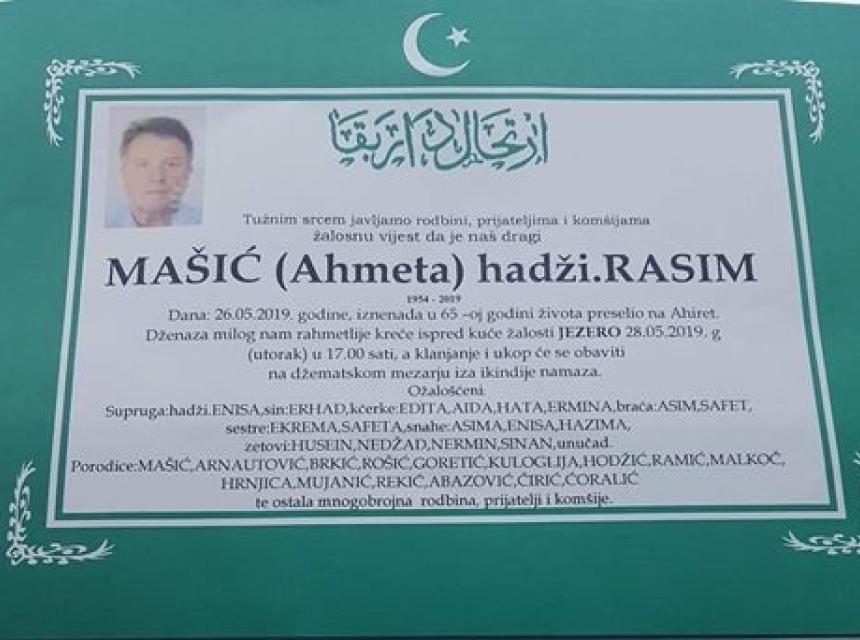 ارتحال دار بقا
Tužnim srcem javljamo rodbini, prijateljima i komšijama
žalosnu vijest da je naš dragi
MAŠIĆ (Ahmeta) hadži.RASIM
1954 - 2019
Dana: 26.05.2019. godine, iznenada u 65 -oj godini života preselio na Ahiret.
Dženaza milog nam rahmetlije kreće ispred kuće žalosti JEZERO 28.05.2019. g
(utorak) u 17.00 sati, a klanjanje i ukop će se obaviti
na džematskom mezarju iza ikindije namaza.
Ožalošćeni
Supruga:hadži.ENISA,sin:ERHAD,kćerke:EDITA,AIDA,HATA,ERMINA,braća:ASIM,SAFET,
sestre:EKREMA,SAFETA,snahe:ASIMA,ENISA,HAZIMA,
zetovi:HUSEIN,NEDŽAD,NERMIN,SINAN,unučad.
Porodice:MAŠIĆ,ARNAUTOVIĆ,BRKIĆ,ROŠIĆ,GORETIĆ,KULOGLIJA,HODŽIĆ,RAMIĆ,MALKOČ,
HRNJICA,MUJANIĆ,REKIĆ,ABAZOVIĆ,ĆIRIĆ,ĆORALIĆ
te ostala mnogobrojna rodbina, prijatelji i komšije.